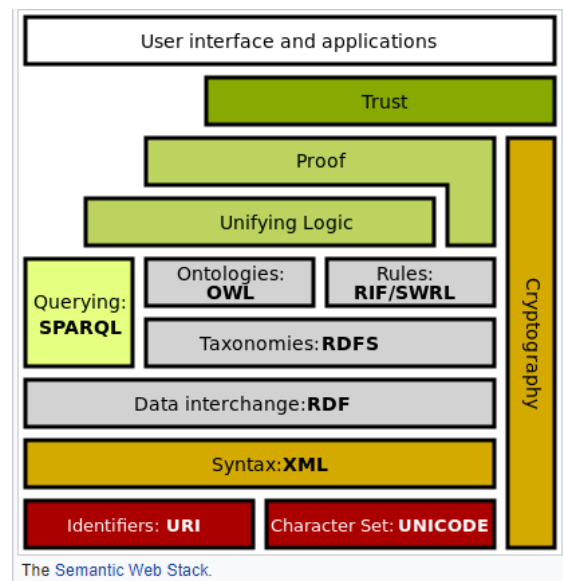 User interface and applications
Trust
Proof
Unifying Logic
Querying:
SPARQL
Ontologies:
OWL
Rules:
RIF/SWRL
Taxonomies:RDFS
Data interchange:RDF
Syntax:XML
Identifiers: URI
Character Set: UNICODE
Cryptography
The Semantic Web Stack.